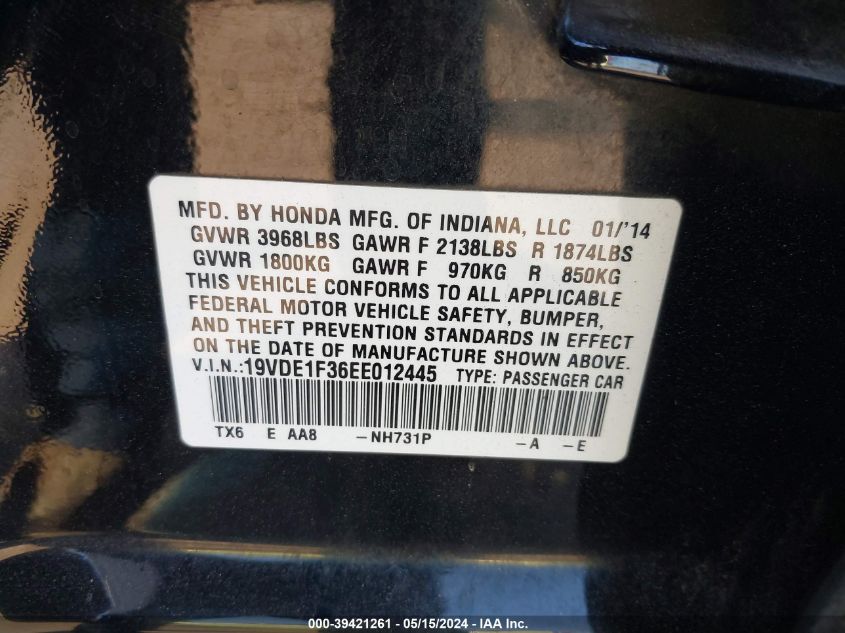 MFD. BY HONDA MFG. OF INDIANA, LLC 01/'14
GVWR 3968LBS GAWR F 2138LBS R 1874LBS
GVWR 1800KG GAWR F 970KG R 850KG
THIS VEHICLE CONFORMS TO ALL APPLICABLE
FEDERAL MOTOR VEHICLE SAFETY, BUMPER,
AND THEFT PREVENTION STANDARDS IN EFFECT
ON THE DATE OF MANUFACTURE SHOWN ABOVE.
V.I.N.:19VDE1F36EE012445 TYPE: PASSENGER CAR
TX6 E AA8 -NH731P -A -E
000-39421261 - 05/15/2024 - IAA Inc.